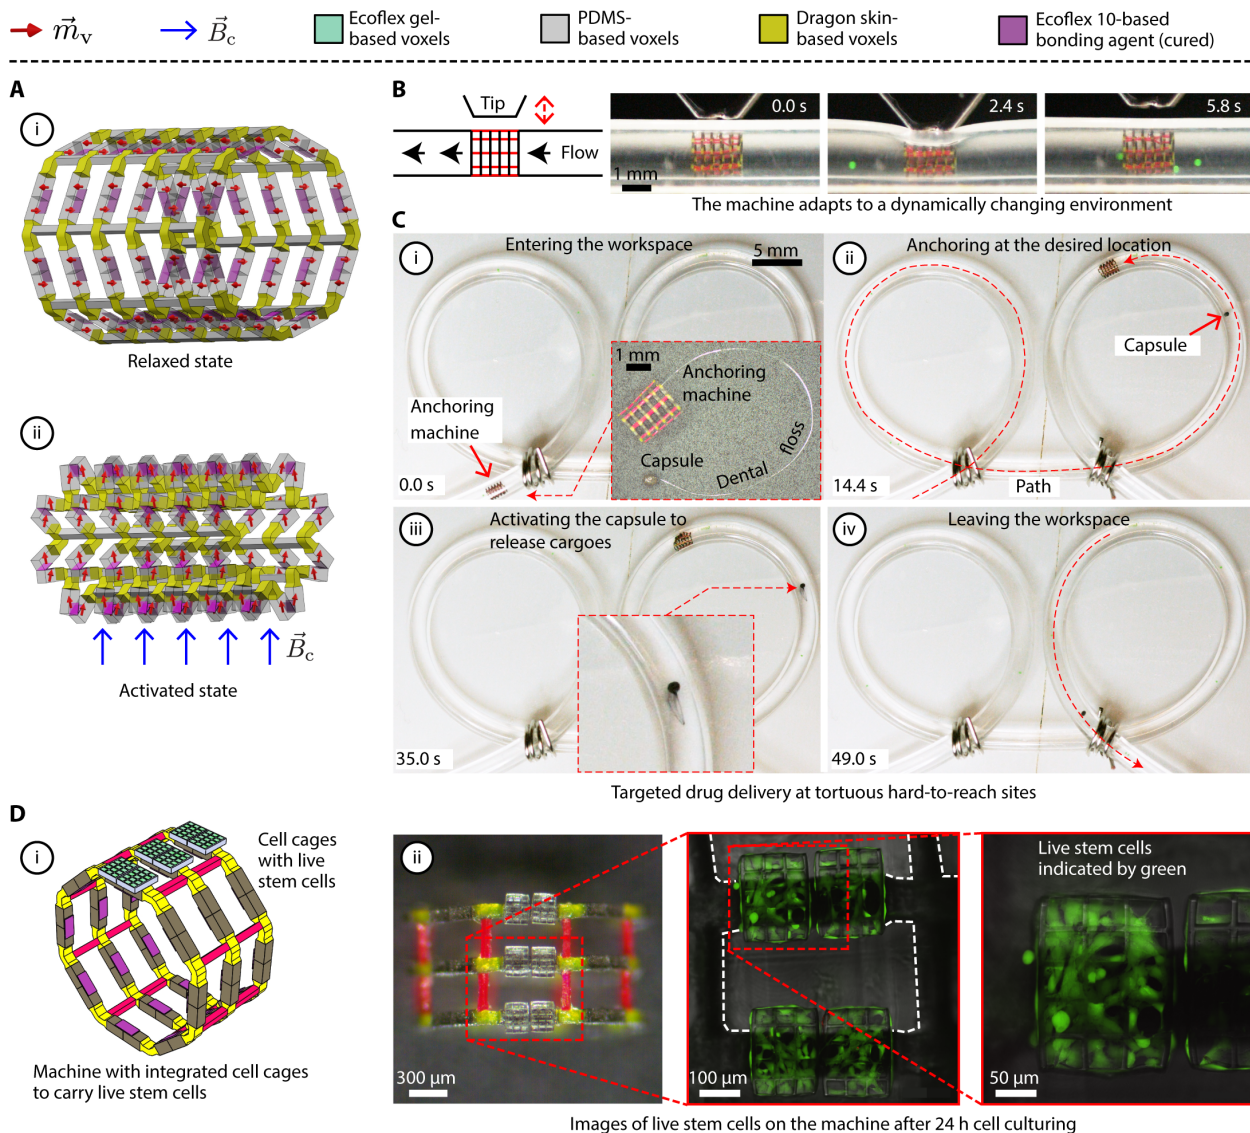 m⃗v
B⃗c
Ecoflex gel-
based voxels
PDMS-
based voxels
Dragon skin-
based voxels
Ecoflex 10-based
bonding agent (cured)
A
i
Relaxed state
ii
B⃗c
Activated state
B
Tip
Flow
0.0 s
1 mm
2.4 s
5.8 s
The machine adapts to a dynamically changing environment
C
i
Entering the workspace
5 mm
1 mm
Anchoring
machine
Capsule
Dental floss
Anchoring
machine
0.0 s
ii
Anchoring at the desired location
Capsule
Path
14.4 s
iii
Activating the capsule to
release cargoes
35.0 s
iv
Leaving the workspace
49.0 s
Targeted drug delivery at tortuous hard-to-reach sites
D
i
Cell cages
with live
stem cells
Machine with integrated cell cages
to carry live stem cells
ii
300 μm
100 μm
Live stem cells
indicated by green
50 μm
Images of live stem cells on the machine after 24 h cell culturing